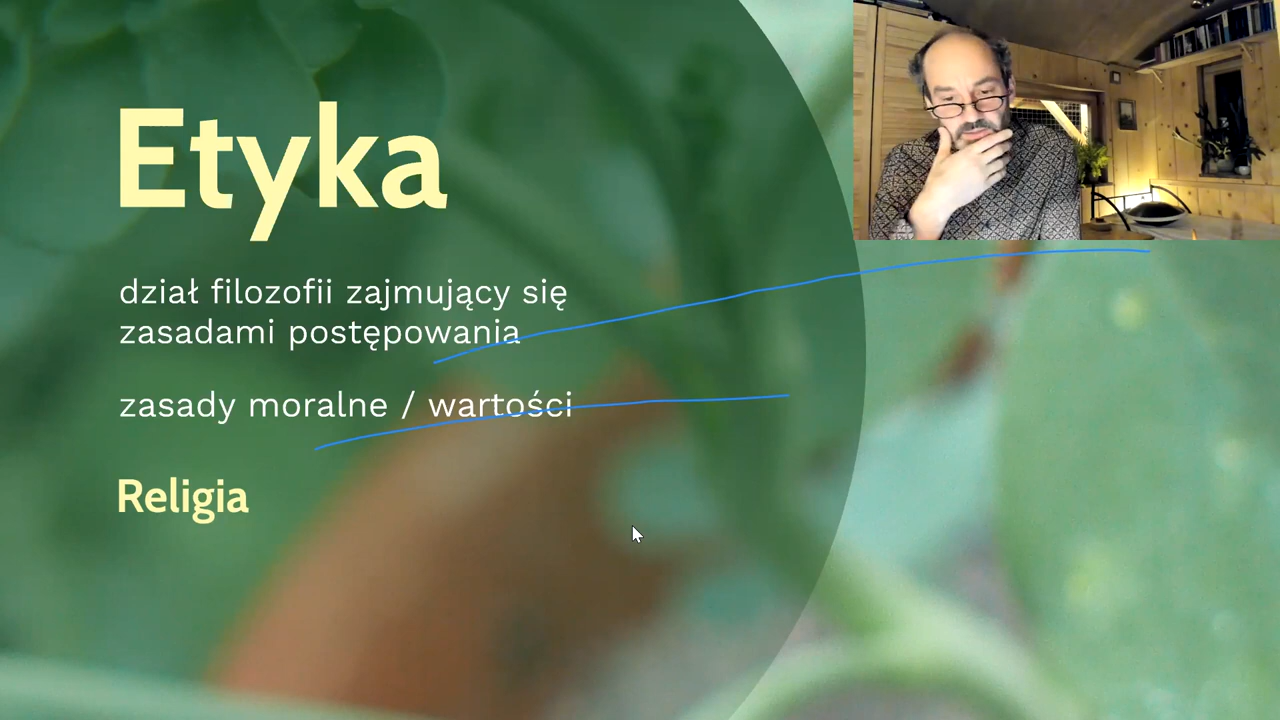 Etyka
dział filozofii zajmujący się
zasadami postępowania
zasady moralne / wartości
Religia